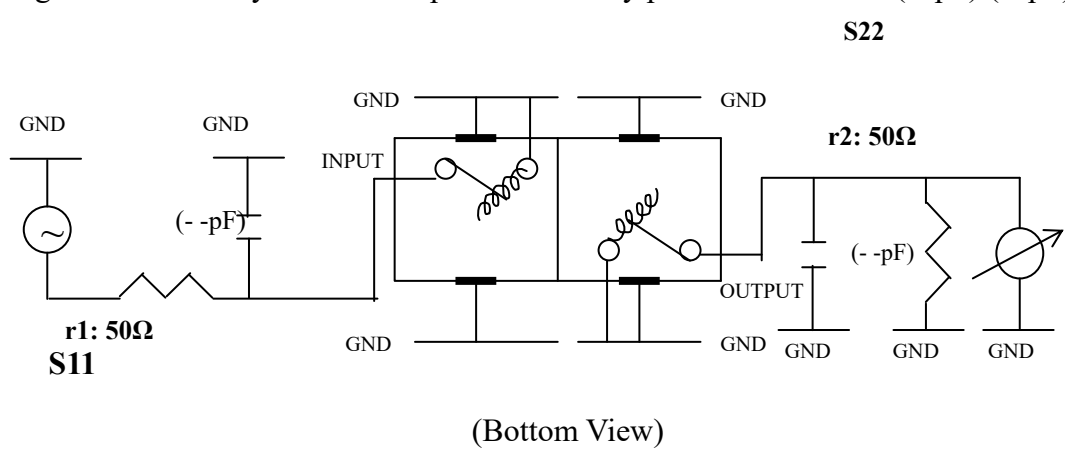 S22
GND
GND
GND
GND
r2: 50Ω
INPUT
(- -pF)
~
(- -pF)
OUTPUT
r1: 50Ω
S11
GND
GND
GND
GND
GND
(Bottom View)